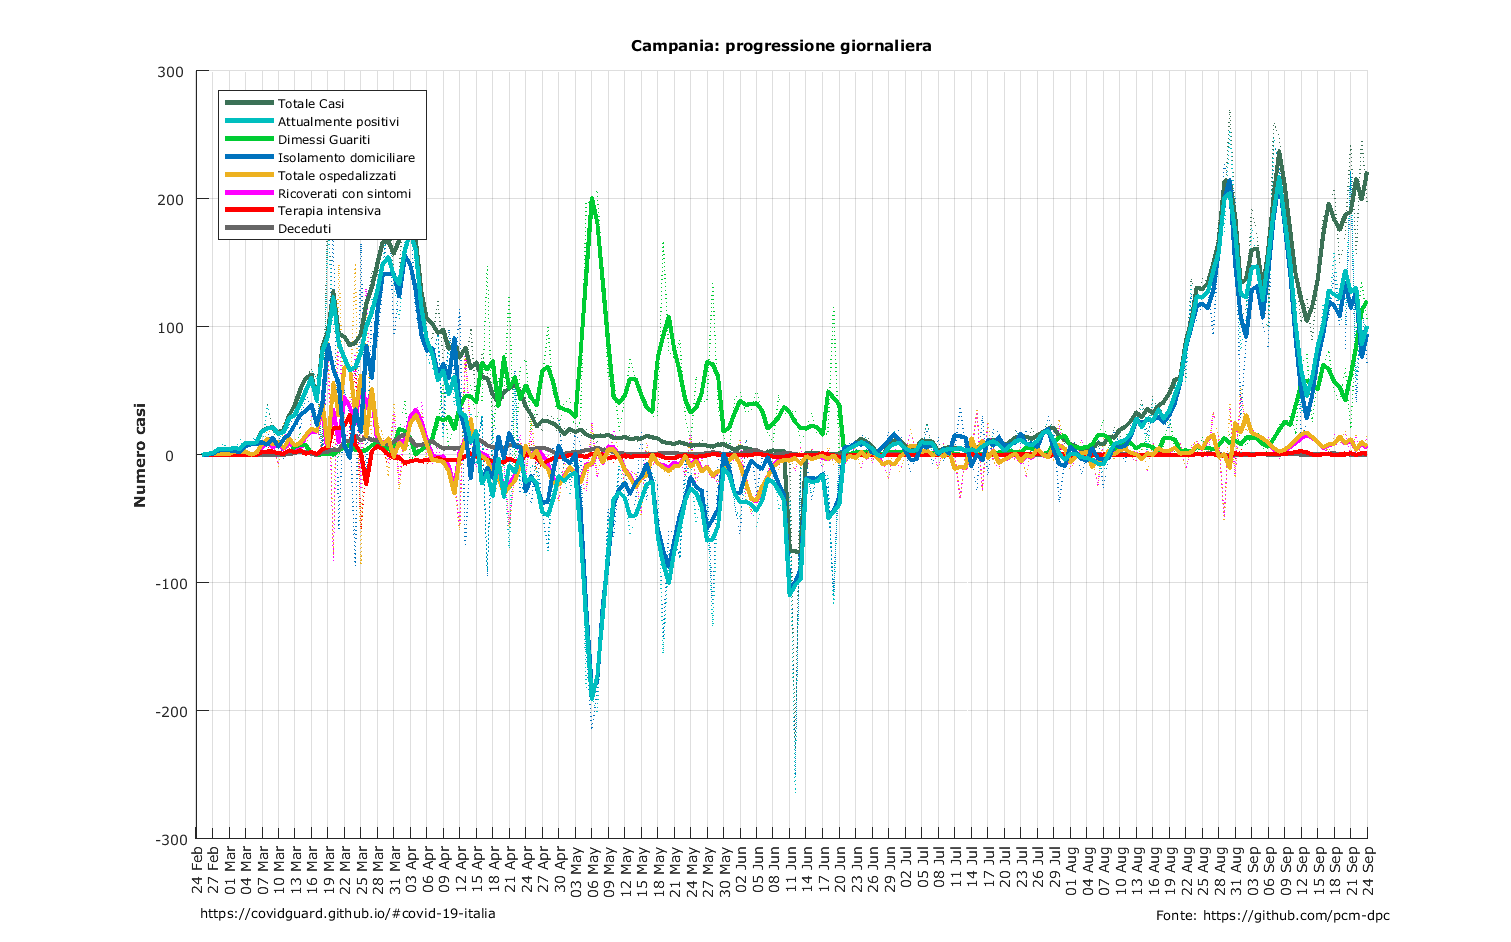 Campania: progressione giornaliera
300
200
100
0
-100
-200
-300
Numero casi
Totale Casi
Attualmente positivi
Dimessi Guariti
Isolamento domiciliare
Totale ospedalizzati
Ricoverati con sintomi
Terapia intensiva
Deceduti
24 Feb
27 Feb
01 Mar
04 Mar
07 Mar
10 Mar
13 Mar
16 Mar
19 Mar
22 Mar
25 Mar
28 Mar
31 Mar
03 Apr
06 Apr
09 Apr
12 Apr
15 Apr
18 Apr
21 Apr
24 Apr
27 Apr
30 Apr
03 May
06 May
09 May
12 May
15 May
18 May
21 May
24 May
27 May
30 May
02 Jun
05 Jun
08 Jun
11 Jun
14 Jun
17 Jun
20 Jun
23 Jun
26 Jun
29 Jun
02 Jul
05 Jul
08 Jul
11 Jul
14 Jul
17 Jul
20 Jul
23 Jul
26 Jul
29 Jul
01 Aug
04 Aug
07 Aug
10 Aug
13 Aug
16 Aug
19 Aug
22 Aug
25 Aug
28 Aug
31 Aug
03 Sep
06 Sep
09 Sep
12 Sep
15 Sep
18 Sep
21 Sep
24 Sep
https://covidguard.github.io/#covid-19-italia
Fonte: https://github.com/pcm-dpc